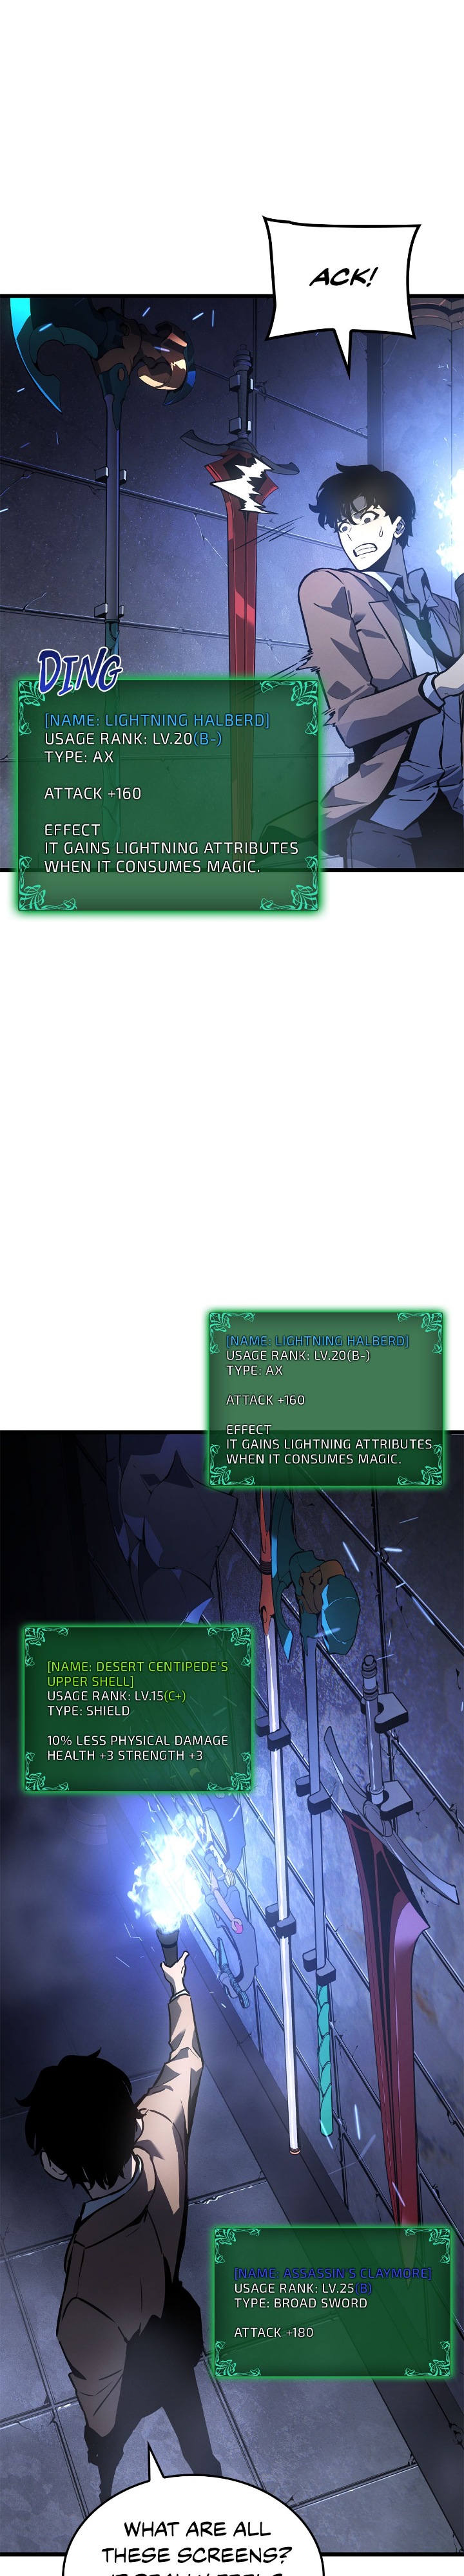 ACK!
DING
[NAME: LIGHTNING HALBERD]
USAGE RANK: LV.20(B-)
TYPE: AX
ATTACK +160
EFFECT
IT GAINS LIGHTNING ATTRIBUTES
WHEN IT CONSUMES MAGIC.
[NAME: LIGHTNING HALBERD]
USAGE RANK: LV.20(B-)
TYPE: AX
ATTACK +160
EFFECT
IT GAINS LIGHTNING ATTRIBUTES
WHEN IT CONSUMES MAGIC.
[NAME: DESERT CENTIPEDE'S
UPPER SHELL]
USAGE RANK: LV.15(C+)
TYPE: SHIELD
10% LESS PHYSICAL DAMAGE
HEALTH +3 STRENGTH +3
[NAME: ASSASSIN'S CLAYMORE]
USAGE RANK: LV.25(B)
TYPE: BROAD SWORD
ATTACK +180
WHAT ARE ALL
THESE SCREENS?